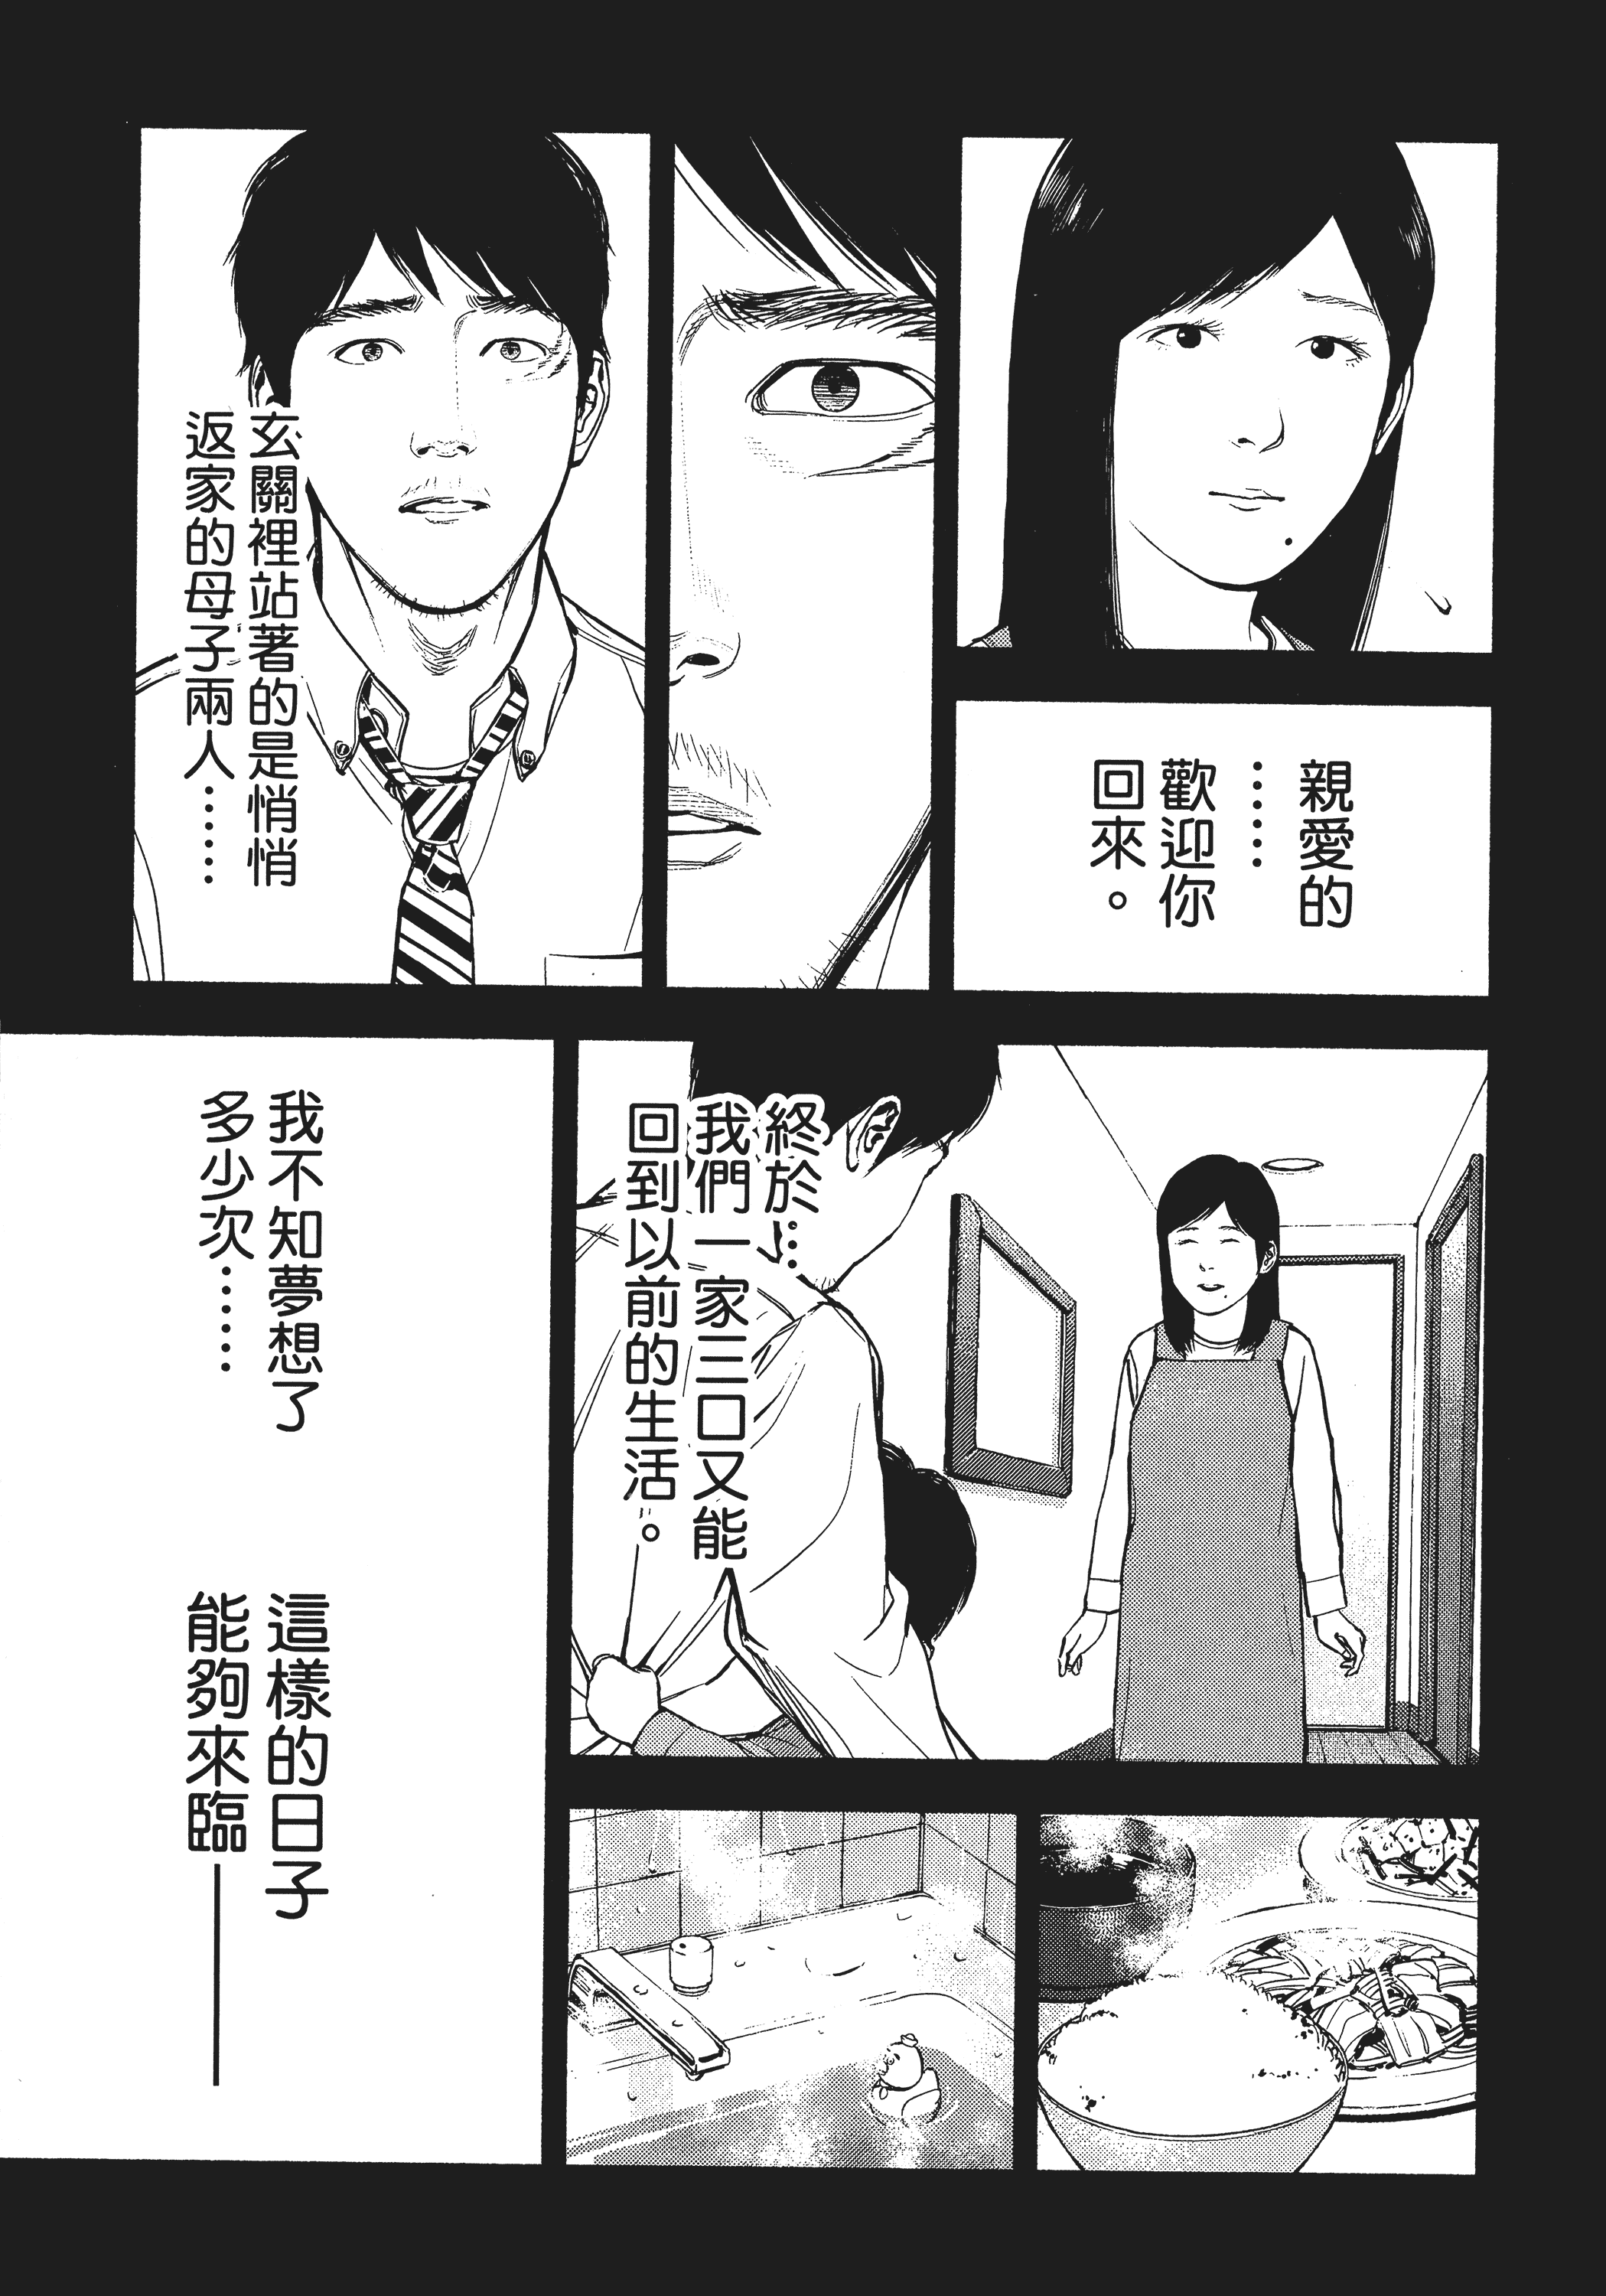 親愛的
……
歡迎你
回來。
玄關裡站著的是悄悄
返家的母子兩人……
終於…
我們一家三口又能
回到以前的生活。
我不知夢想了
多少次……
這樣的日子
能夠來臨——